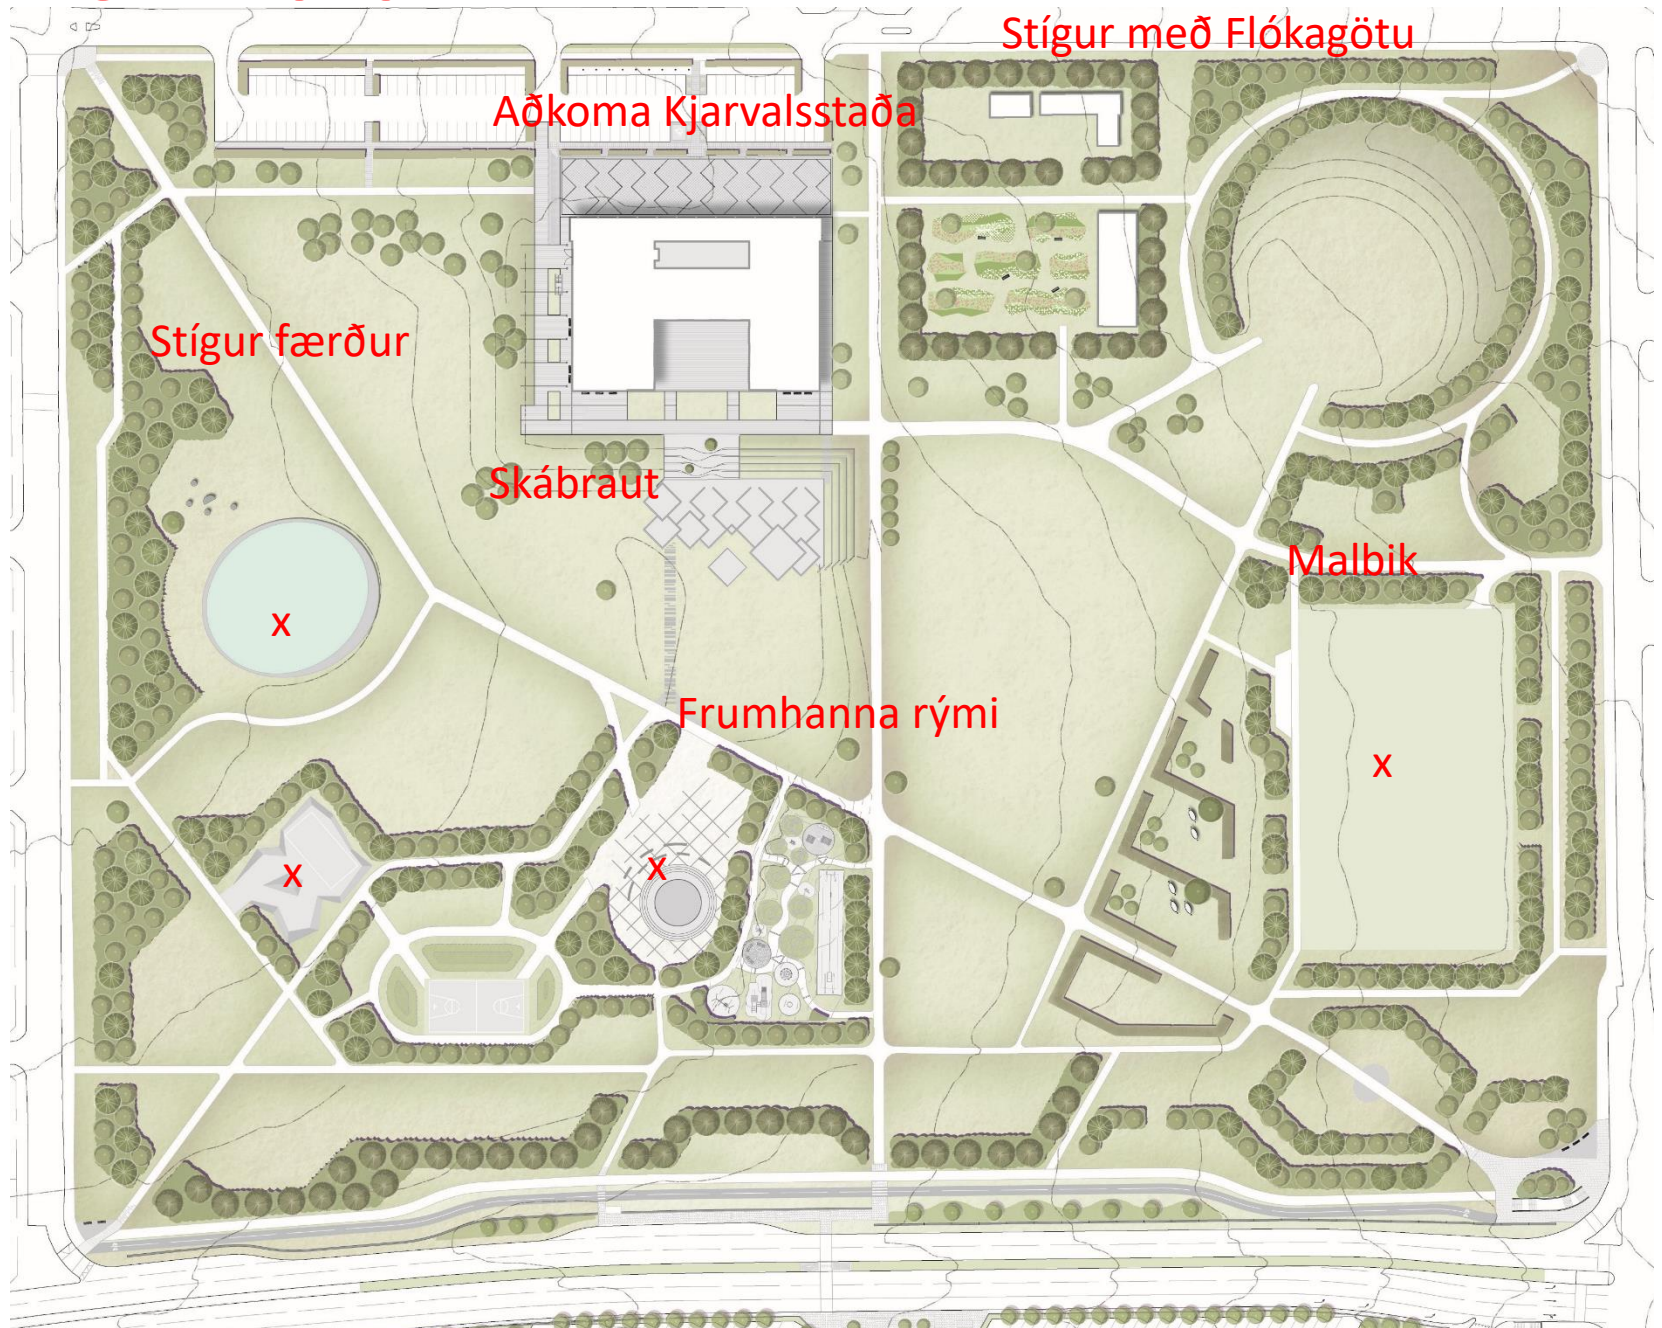 Stígur með Flókagötu
Aðkoma Kjarvalsstaða
Stígur færður
Skábraut
Malbik
x
Frumhanna rými
x
x
x